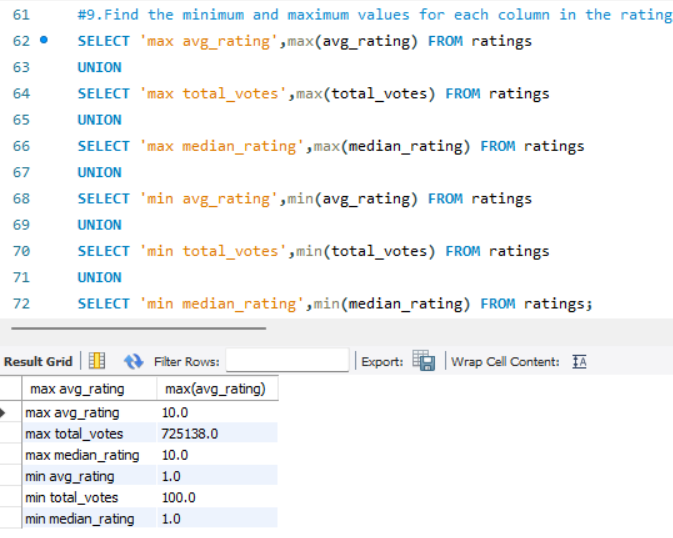 61 #9.Find the minimum and maximum values for each column in the rating
62 SELECT 'max avg_rating',max(avg_rating) FROM ratings
63 UNION
64 SELECT 'max total_votes',max(total_votes) FROM ratings
65 UNION
66 SELECT 'max median_rating',max(median_rating) FROM ratings
67 UNION
68 SELECT 'min avg_rating',min(avg_rating) FROM ratings
69 UNION
70 SELECT 'min total_votes',min(total_votes) FROM ratings
71 UNION
72 SELECT 'min median_rating',min(median_rating) FROM ratings;
Result Grid Filter Rows: Export: Wrap Cell Content: IA
max avg_rating max(avg_rating)
max avg_rating 10.0
max total_votes 725138.0
max median_rating 10.0
min avg_rating 1.0
min total_votes 100.0
min median_rating 1.0